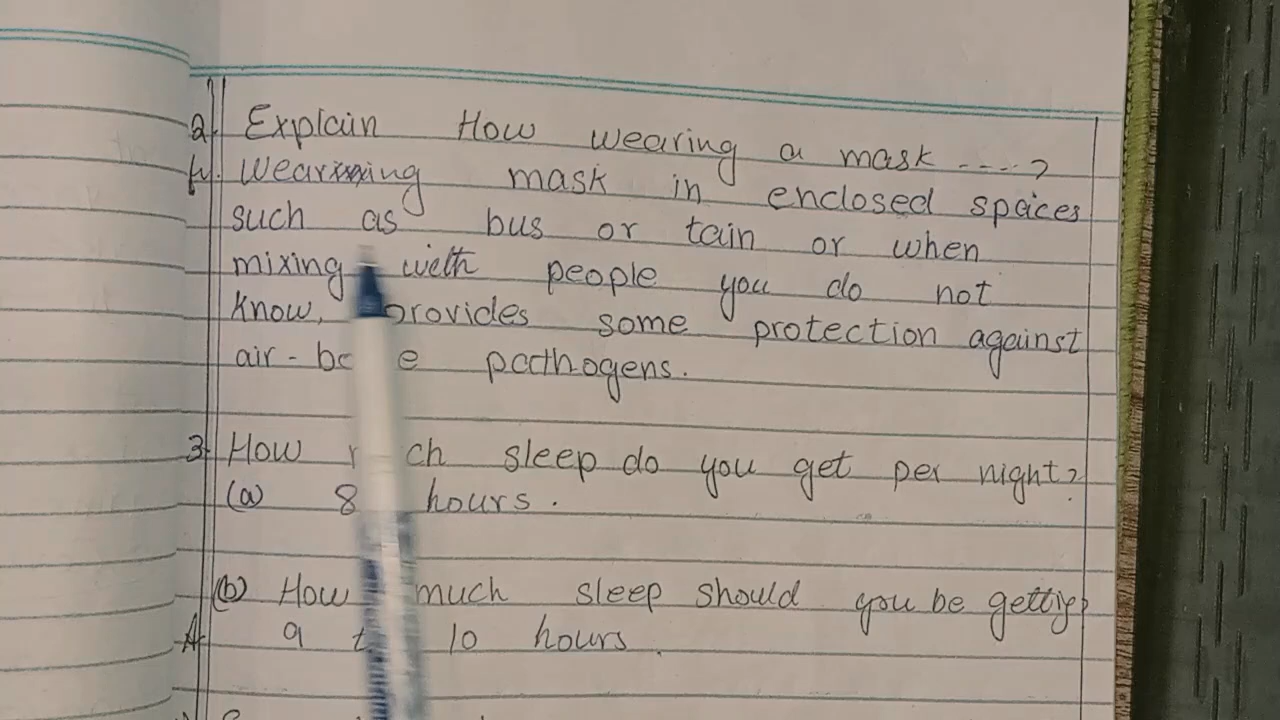 2. Explain How wearing a mask ----?
A. Wearing mask in enclosed spaces
such as bus or tain or when
mixing with people you do not
know, provides some protection against
pathogens.
3. How sleep do you get per night?
(a) 8 hours.
(b) How much sleep should you be getting
A. 9 10 hours.